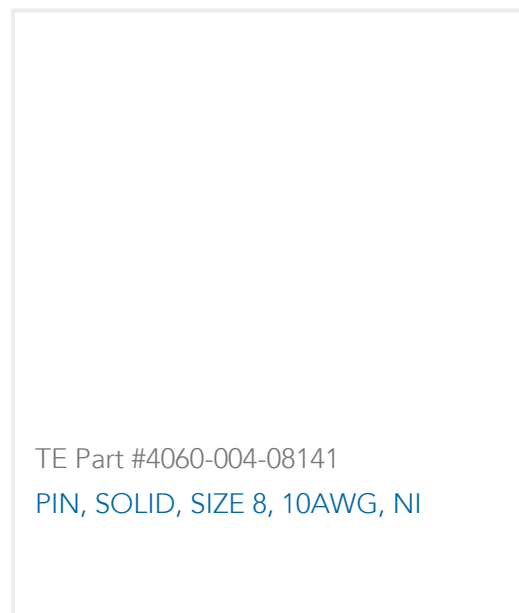 TE Part #4060-004-08141
PIN, SOLID, SIZE 8, 10AWG, NI